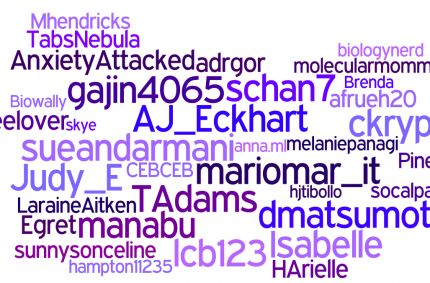 Mhendricks
TabsNebula
biologynerd
AnxietyAttacked adrgor molecularmomm
gajin4065 schan7 Brenda
Biowally afrueh20
eelover skye AJ_Eckhart ckryp
sueandarmani anna.ml melaniepanagi
Judy_E CEBCEB mariomar_it Pine
hjtibollo socalpa
LaraineAitken TAdams dmatsumot
Egret manabu
sunnysonceline lcb123 Isabelle
hampton11235 HArielle